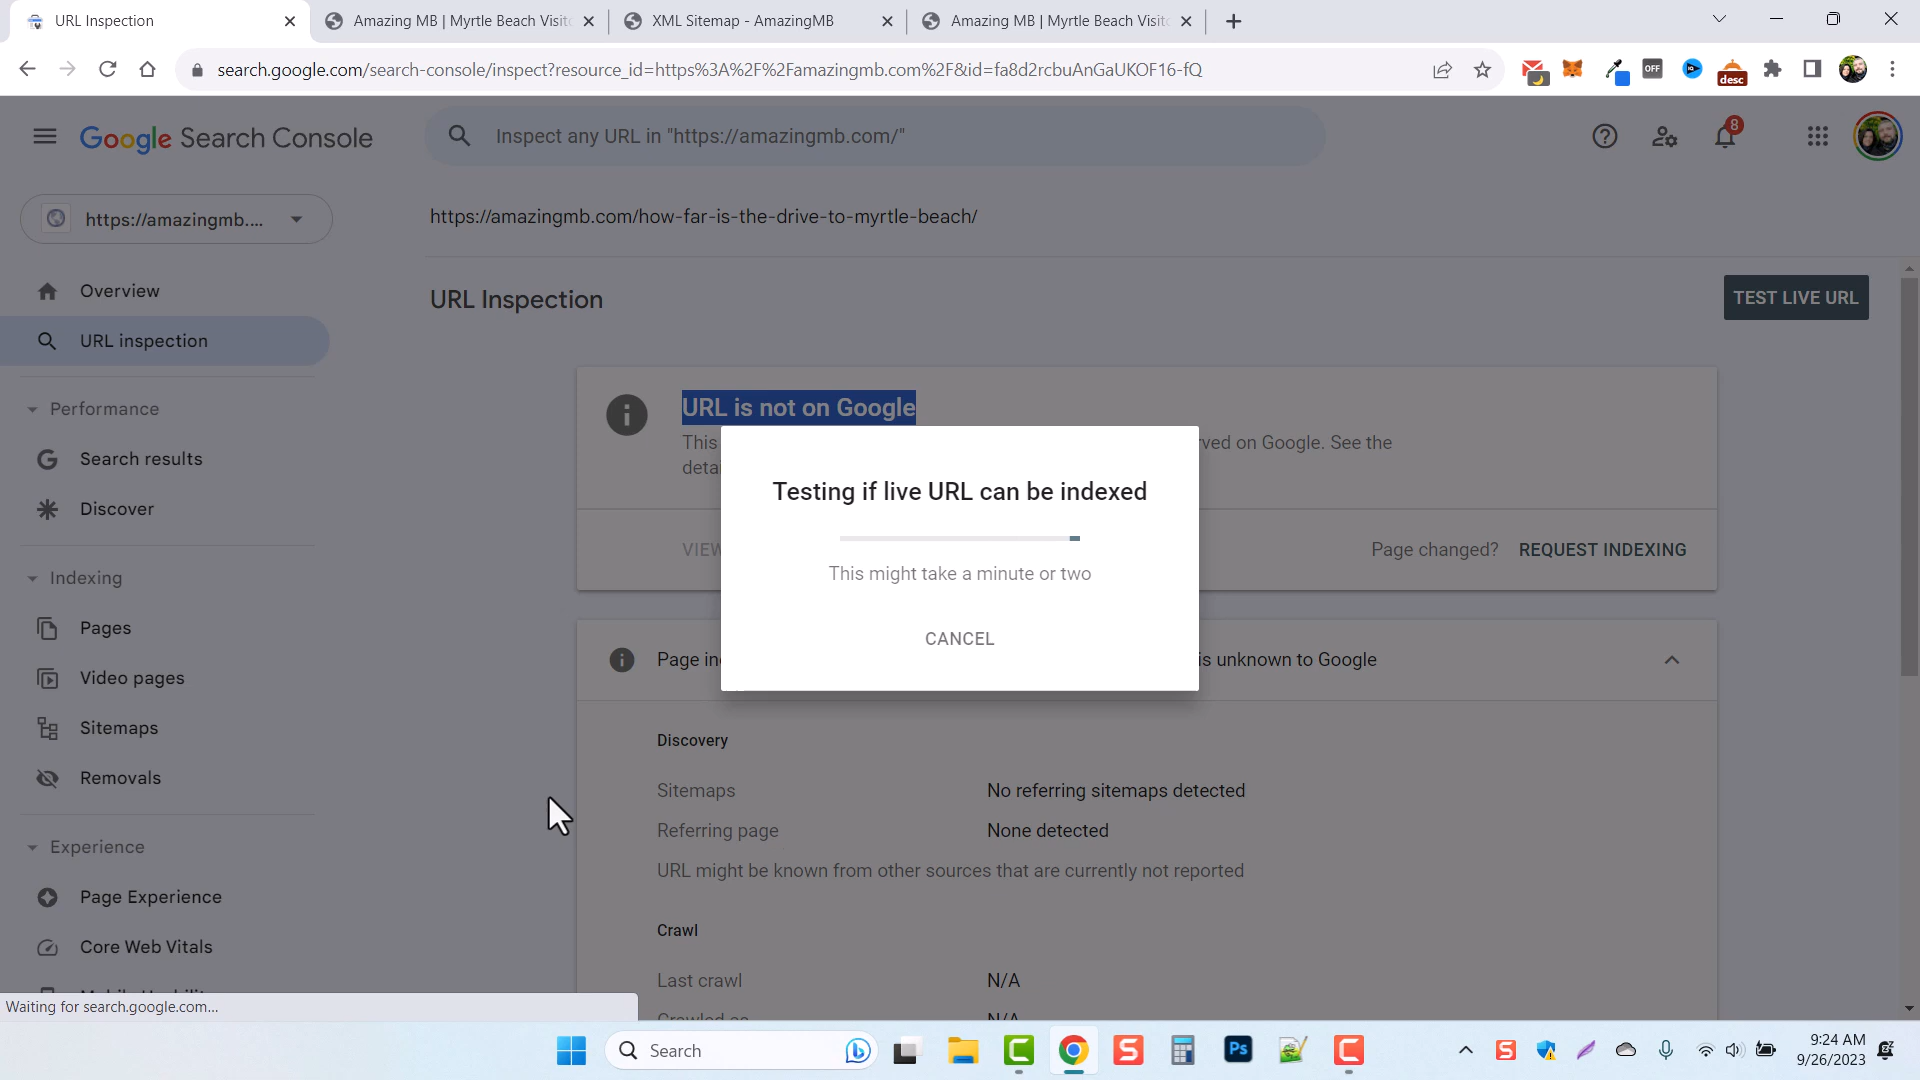 URL Inspection
Amazing MB | Myrtle Beach Visit
XML Sitemap - AmazingMB
Amazing MB | Myrtle Beach Visit
search.google.com/search-console/inspect?resource_id=https%3A%2F%2Famazingmb.com%2F&id=fa8d2rcbuAnGaUKOF16-fQ
OFF
desc
Google Search Console
Inspect any URL in "https://amazingmb.com/"
8
https://amazingmb....
https://amazingmb.com/how-far-is-the-drive-to-myrtle-beach/
Overview
URL inspection
Performance
Search results
Discover
Indexing
Pages
Video pages
Sitemaps
Removals
Experience
Page Experience
Core Web Vitals
URL Inspection
TEST LIVE URL
URL is not on Google
This
ved on Google. See the
detai
VIEW
Page changed? REQUEST INDEXING
Testing if live URL can be indexed
This might take a minute or two
CANCEL
Page in
is unknown to Google
Discovery
Sitemaps
No referring sitemaps detected
Referring page
None detected
URL might be known from other sources that are currently not reported
Crawl
Last crawl
N/A
Waiting for search.google.com...
Search
Ps
9:24 AM
9/26/2023